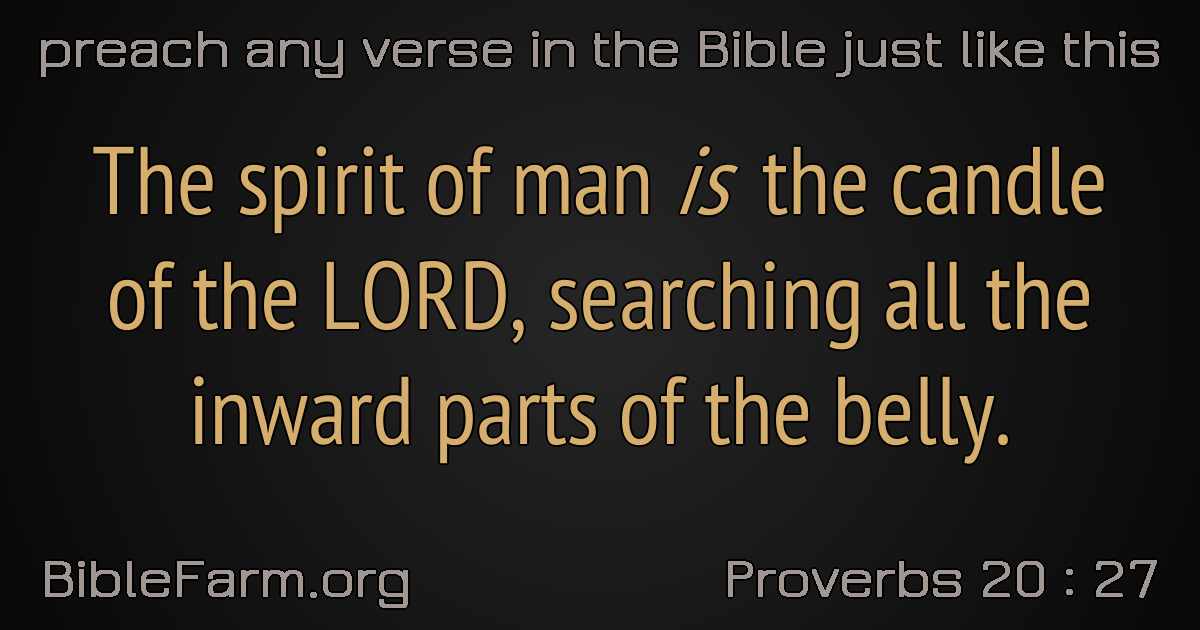 preach any verse in the Bible just like this
The spirit of man is the candle
of the LORD, searching all the
inward parts of the belly.
BibleFarm.org
Proverbs 20 : 27